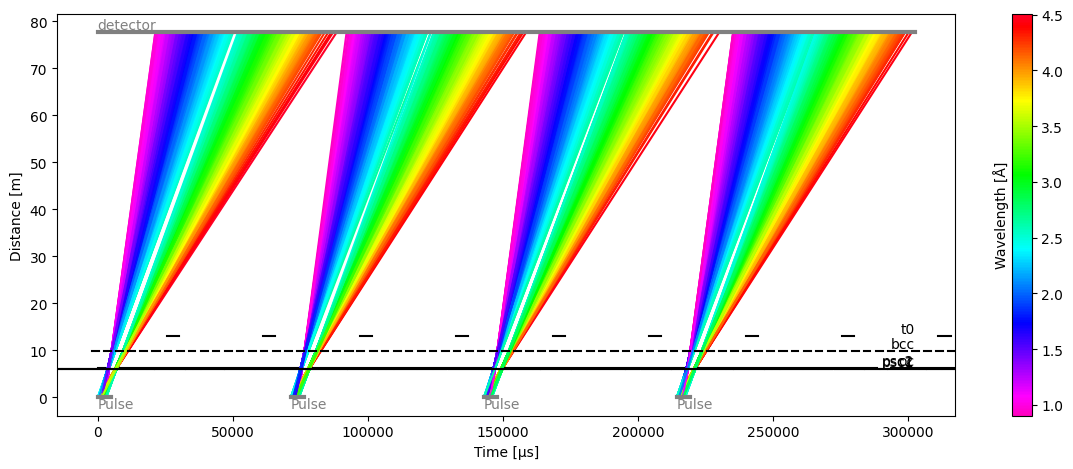 detector
80
70
60
50
40
30
20
10
0
Distance [m]
t0
bcc
Pulse
Pulse
Pulse
Pulse
0
50000
100000
150000
200000
250000
300000
Time [µs]
4.5
4.0
3.5
3.0
2.5
2.0
1.5
1.0
Wavelength [Å]